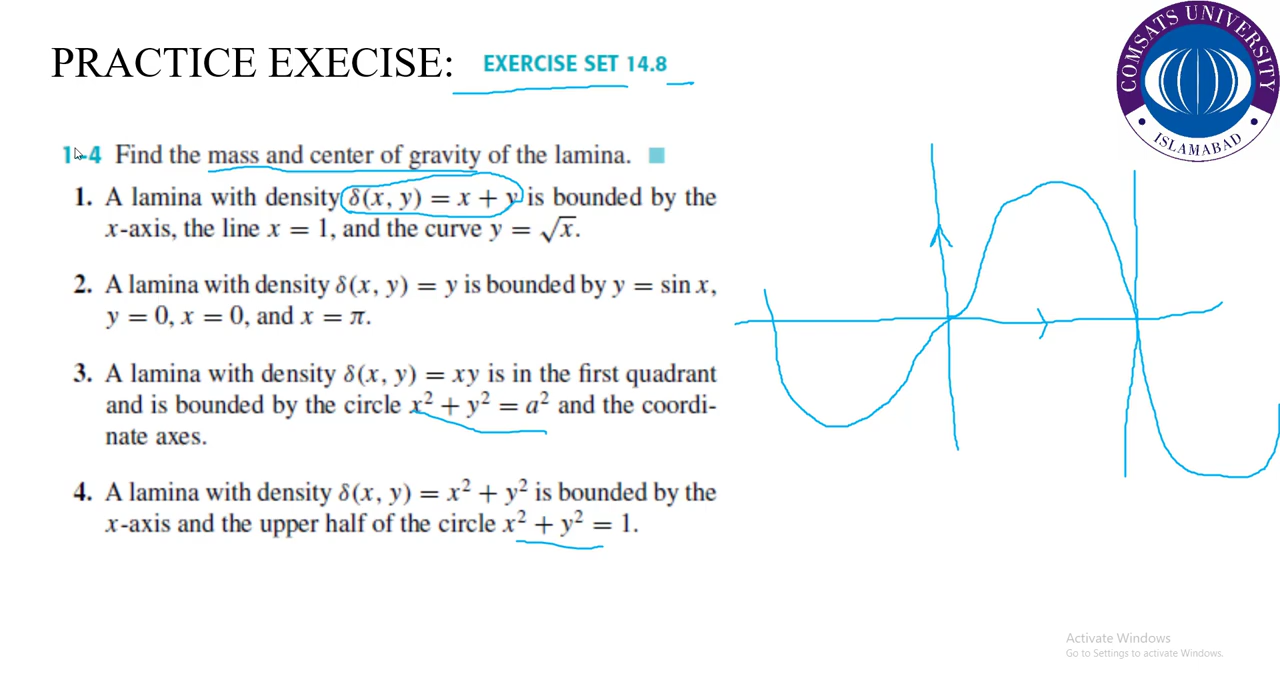 PRACTICE EXECISE: EXERCISE SET 14.8
COMSATS UNIVERSITY
ISLAMABAD
1–4 Find the mass and center of gravity of the lamina.
1. A lamina with density δ(x, y) = x + y is bounded by the
x-axis, the line x = 1, and the curve y = √x.
2. A lamina with density δ(x, y) = y is bounded by y = sin x,
y = 0, x = 0, and x = π.
3. A lamina with density δ(x, y) = xy is in the first quadrant
and is bounded by the circle x² + y² = a² and the coordi-
nate axes.
4. A lamina with density δ(x, y) = x² + y² is bounded by the
x-axis and the upper half of the circle x² + y² = 1.
Activate Windows
Go to Settings to activate Windows.